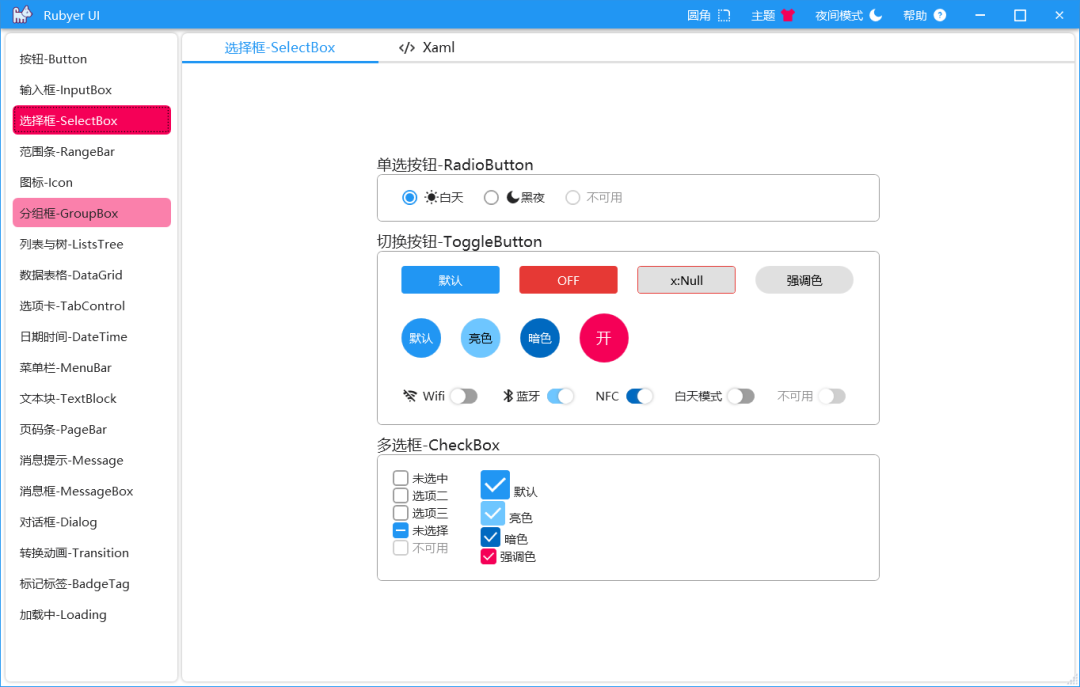 Rubyer UI
圆角
主题
夜间模式
帮助 ?
按钮-Button
输入框-InputBox
选择框-SelectBox
范围条-RangeBar
图标-Icon
分组框-GroupBox
列表与树-ListsTree
数据表格-DataGrid
选项卡-TabControl
日期时间-DateTime
菜单栏-MenuBar
文本块-TextBlock
页码条-PageBar
消息提示-Message
消息框-MessageBox
对话框-Dialog
转换动画-Transition
标记标签-BadgeTag
加载中-Loading
选择框-SelectBox
</> Xaml
单选按钮-RadioButton
白天
黑夜
不可用
切换按钮-ToggleButton
默认
OFF
x:Null
强调色
默认
亮色
暗色
开
Wifi
蓝牙
NFC
白天模式
不可用
多选框-CheckBox
未选中
选项二
选项三
未选择
不可用
默认
亮色
暗色
强调色